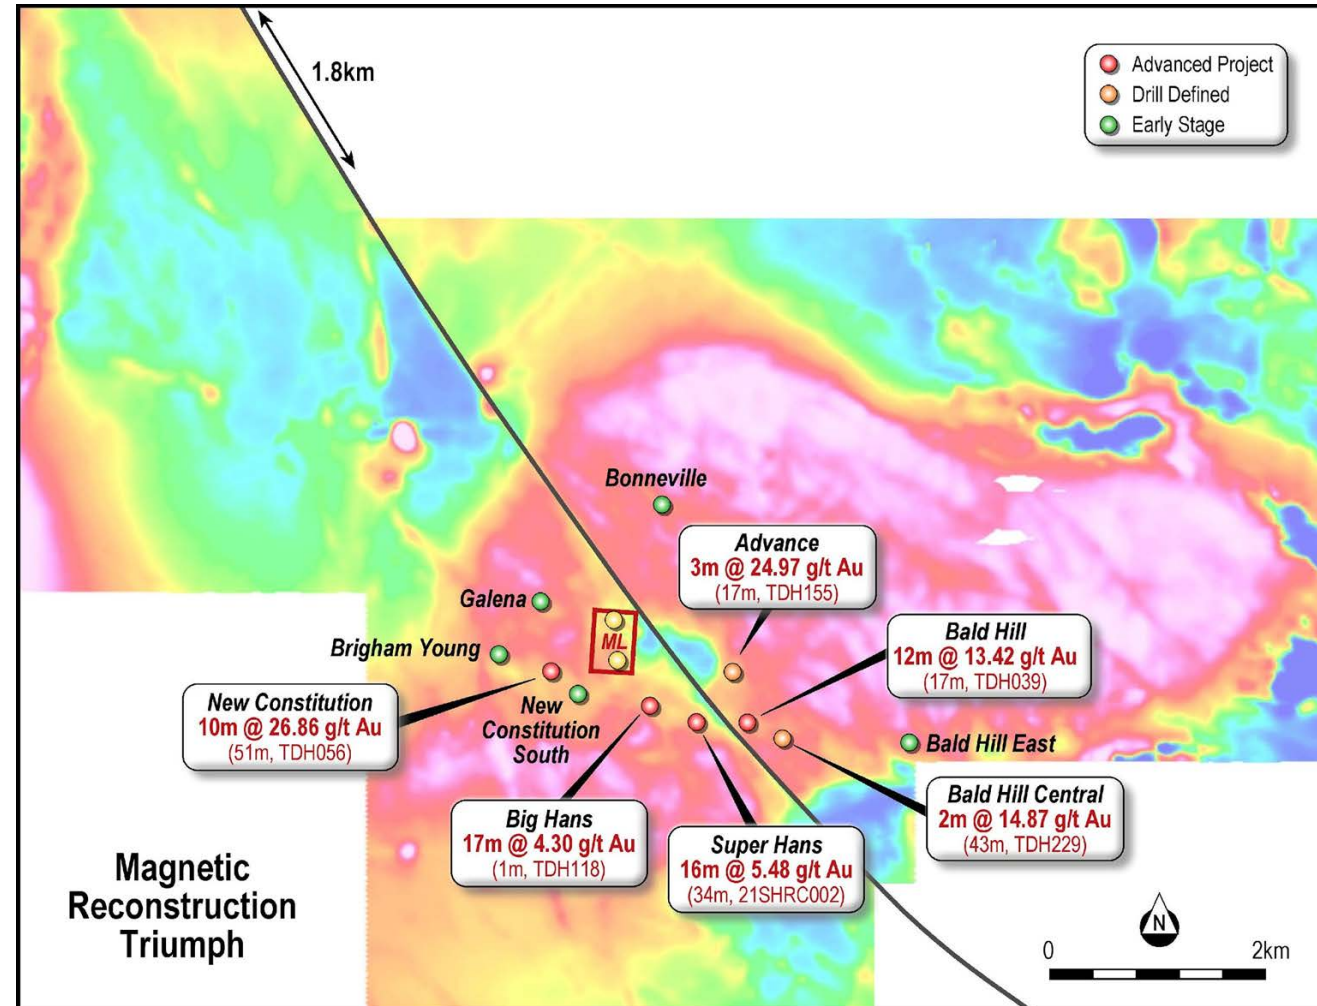 1.8km
Advanced Project
Drill Defined
Early Stage
Bonneville
Advance
3m @ 24.97 g/t Au
(17m, TDH155)
Galena
ML
Brigham Young
Bald Hill
12m @ 13.42 g/t Au
(17m, TDH039)
New Constitution
10m @ 26.86 g/t Au
(51m, TDH056)
New
Constitution
South
Bald Hill East
Big Hans
17m @ 4.30 g/t Au
(1m, TDH118)
Super Hans
16m @ 5.48 g/t Au
(34m, 21SHRC002)
Bald Hill Central
2m @ 14.87 g/t Au
(43m, TDH229)
Magnetic
Reconstruction
Triumph
N
0 2km